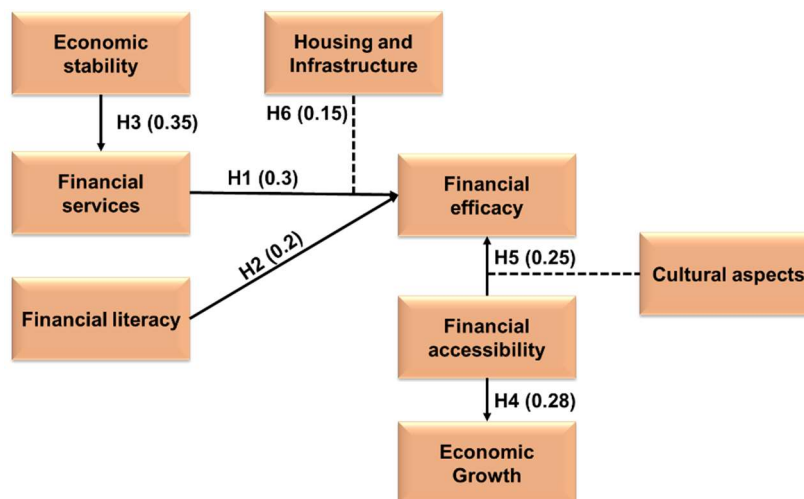 Economic
stability
Housing and
Infrastructure
H3 (0.35)
H6 (0.15)
Financial
services
H1 (0.3)
Financial
efficacy
H2 (0.2)
H5 (0.25)
Cultural aspects
Financial literacy
Financial
accessibility
H4 (0.28)
Economic
Growth